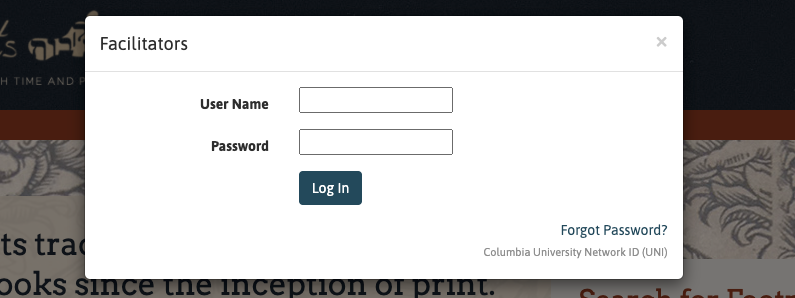 Facilitators
×
H TIME AND P
User Name
Password
Log In
Forgot Password?
Columbia University Network ID (UNI)
ts trac
ooks since the inception of print.